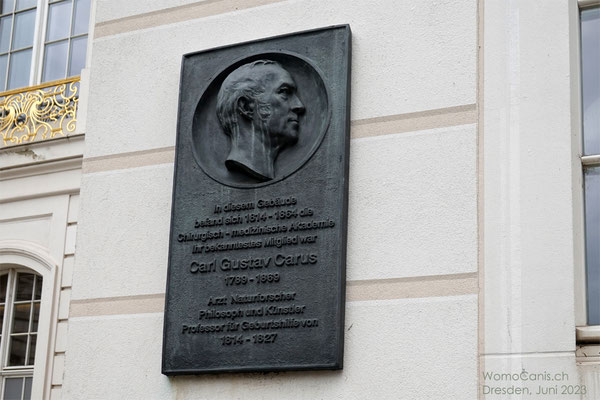 In diesem Gebäude
befand sich 1814 - 1864 die
Chirurgisch - medizinische Akademie
Ihr bekanntestes Mitglied war
Carl Gustav Carus
1789 - 1869
Arzt Naturforscher
Philosoph und Künstler
Professor für Geburtshilfe von
1814 - 1827
WomoCanis.ch
Dresden, Juni 2023